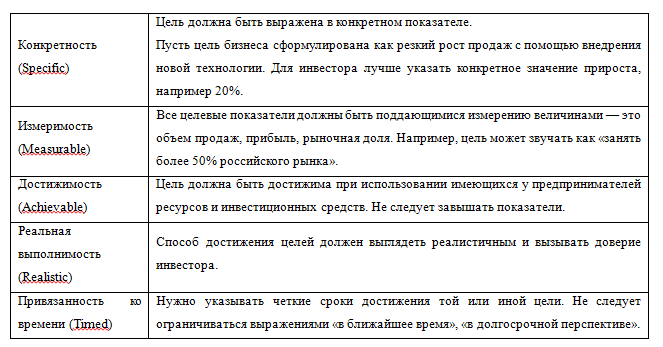 Конкретность
(Specific)
Цель должна быть выражена в конкретном показателе.
Пусть цель бизнеса сформулирована как резкий рост продаж с помощью внедрения
новой технологии. Для инвестора лучше указать конкретное значение прироста,
например 20%.
Измеримость
(Measurable)
Все целевые показатели должны быть поддающимися измерению величинами — это
объем продаж, прибыль, рыночная доля. Например, цель может звучать как «занять
более 50% российского рынка».
Достижимость
(Achievable)
Цель должна быть достижима при использовании имеющихся у предпринимателей
ресурсов и инвестиционных средств. Не следует завышать показатели.
Реальная
выполнимость
(Realistic)
Способ достижения целей должен выглядеть реалистичным и вызывать доверие
инвестора.
Привязанность ко
времени (Timed)
Нужно указывать четкие сроки достижения той или иной цели. Не следует
ограничиваться выражениями «в ближайшее время», «в долгосрочной перспективе».